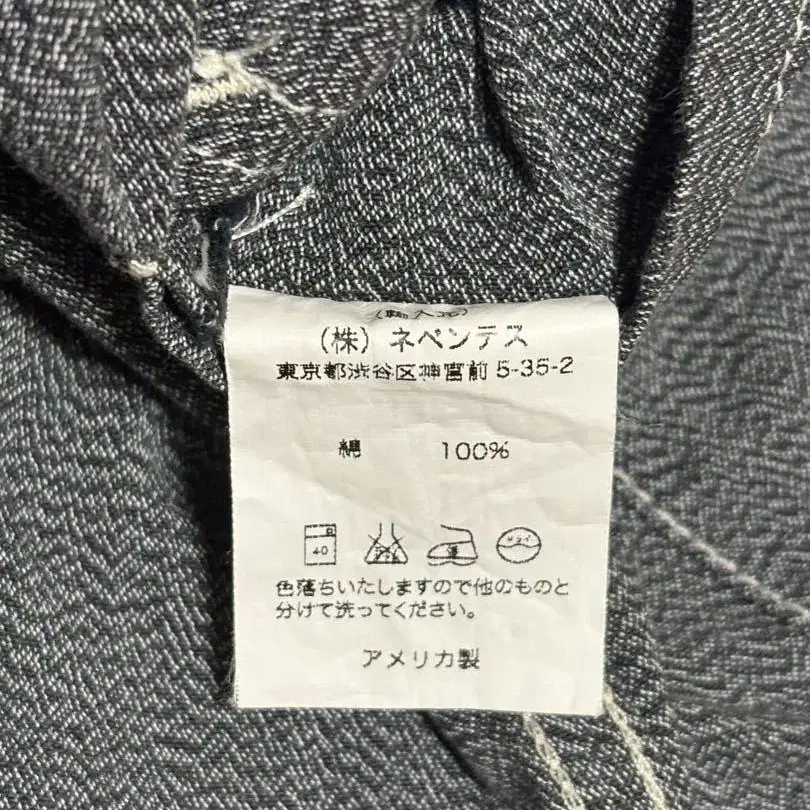 (輸入元)
(株) ネペンテス
東京都渋谷区神宮前 5-35-2
綿 100%
40
色落ちいたしますので他のものと
分けて洗ってください。
アメリカ製